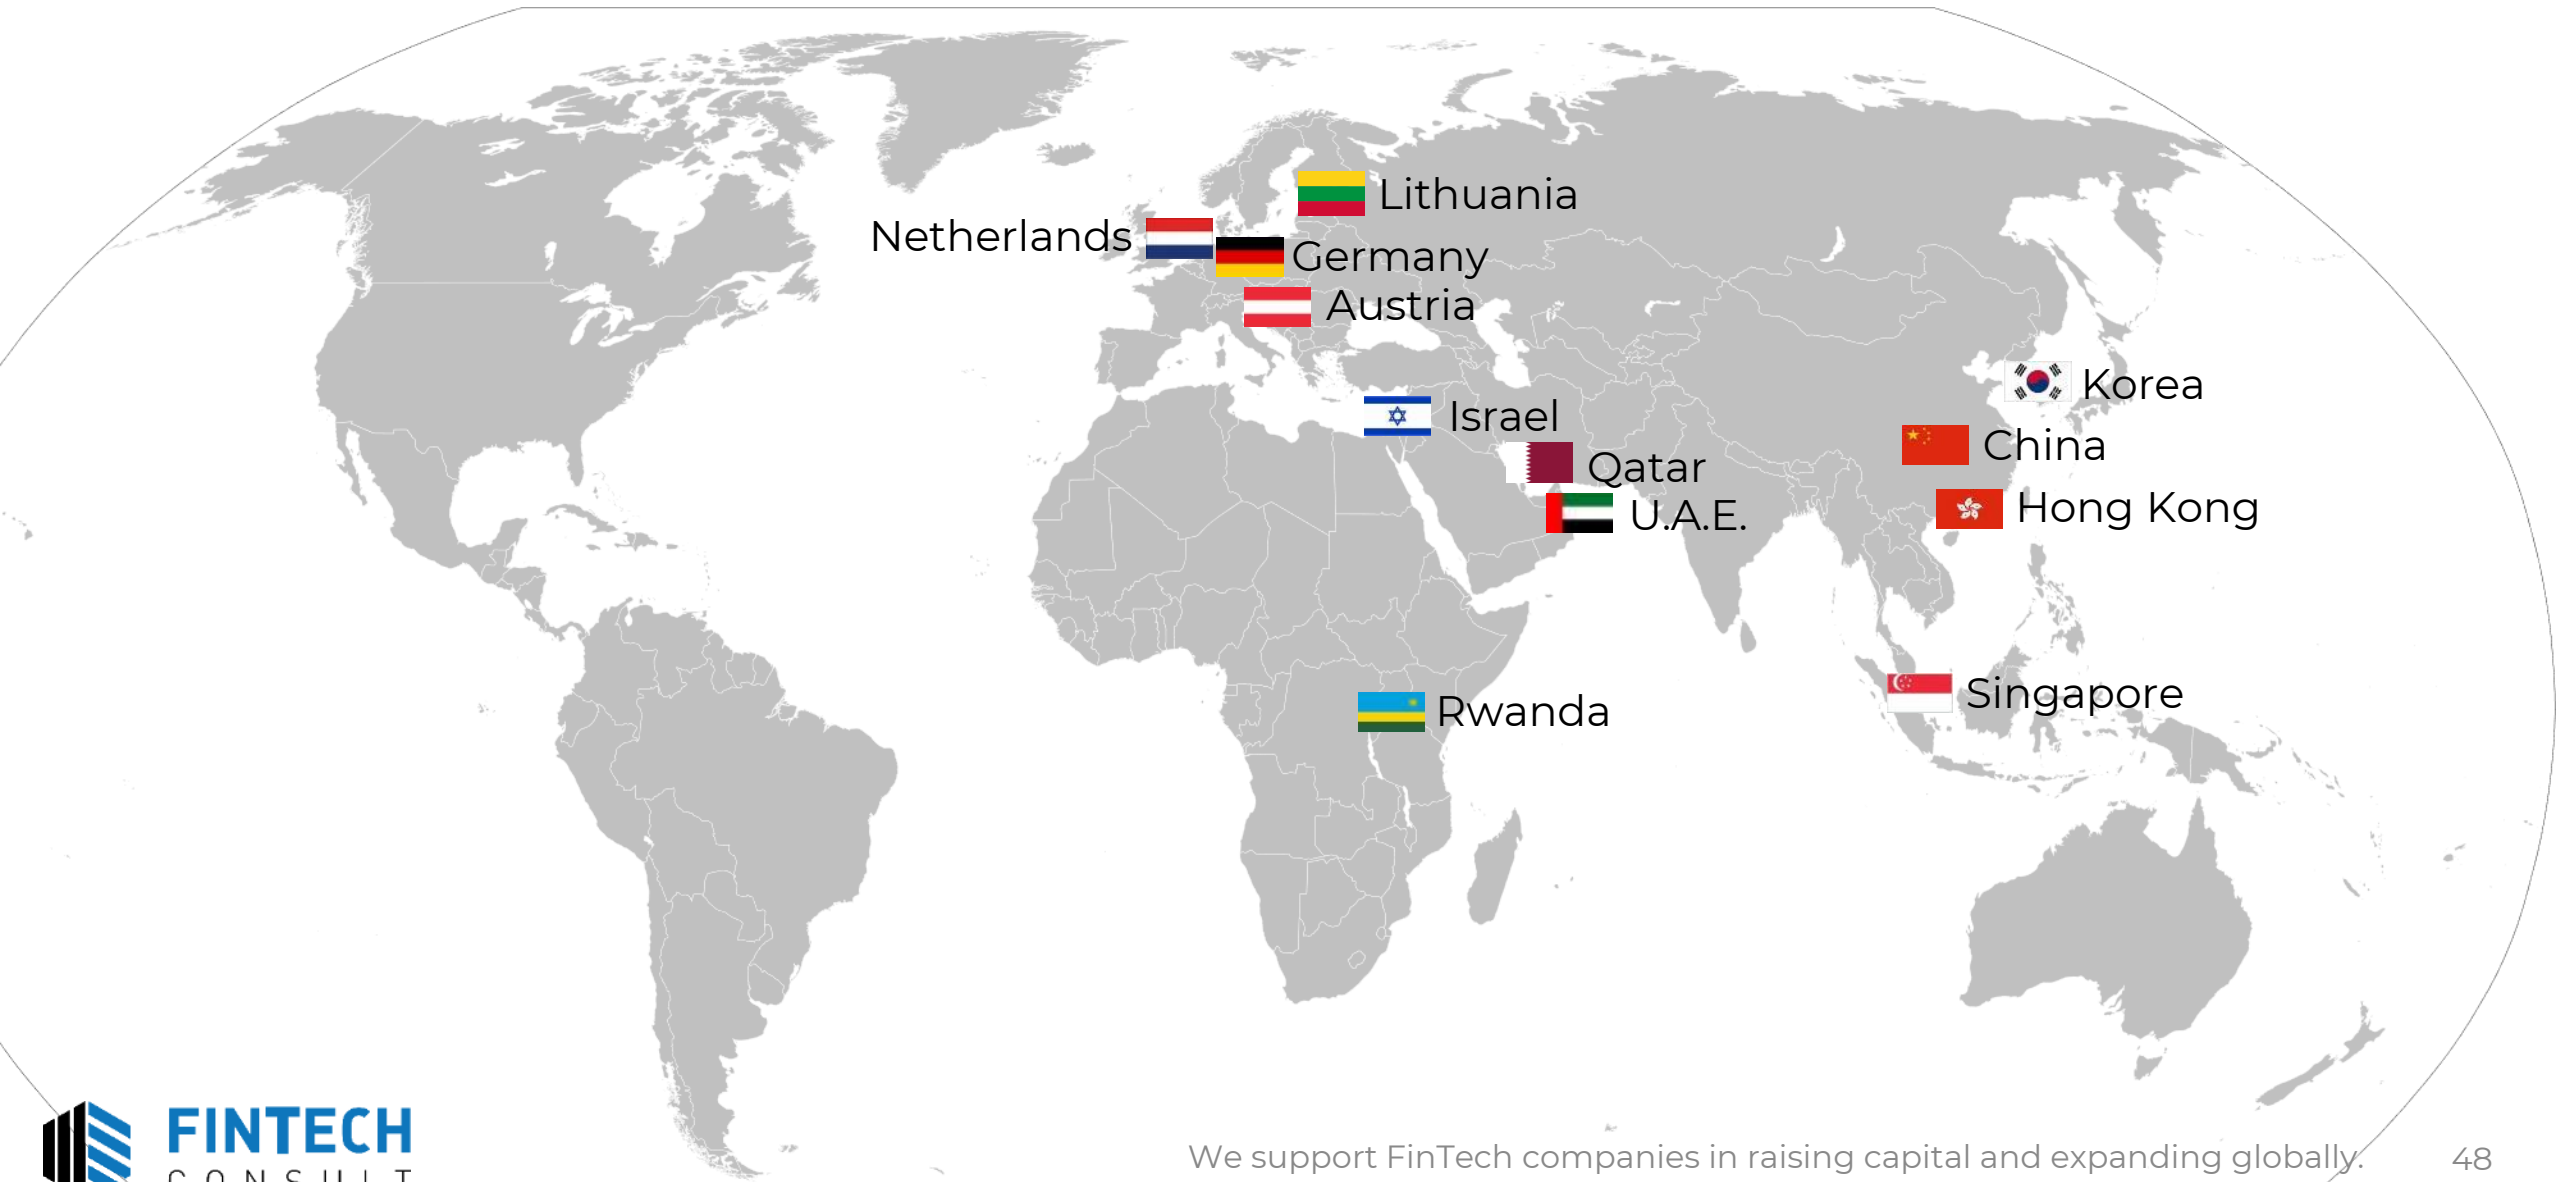 Lithuania
Netherlands
Germany
Austria
Korea
Israel
China
Qatar
Hong Kong
U.A.E.
Singapore
Rwanda
FINTECH
CONSULT
We support FinTech companies in raising capital and expanding globally.
48